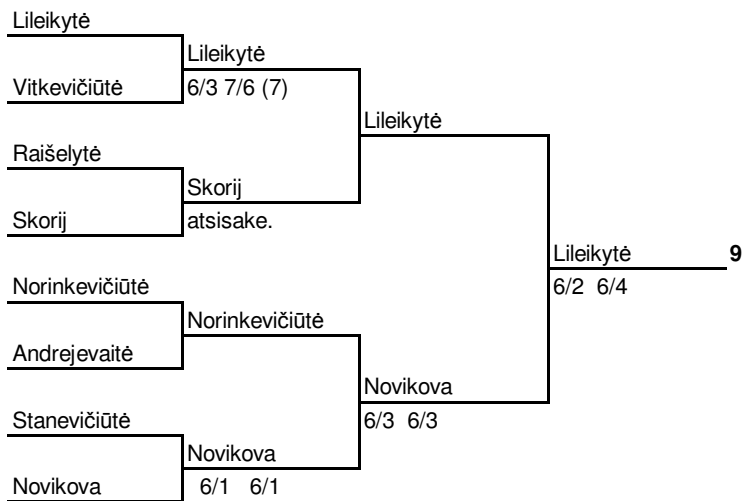 Lileikytė
Lileikytė
Vitkevičiūtė 6/3 7/6 (7)
Lileikytė
Raišelytė
Skorij
Skorij atsisake.
Lileikytė 9
Norinkevičiūtė 6/2 6/4
Norinkevičiūtė
Andrejevaitė
Novikova
Stanevičiūtė 6/3 6/3
Novikova
Novikova 6/1 6/1